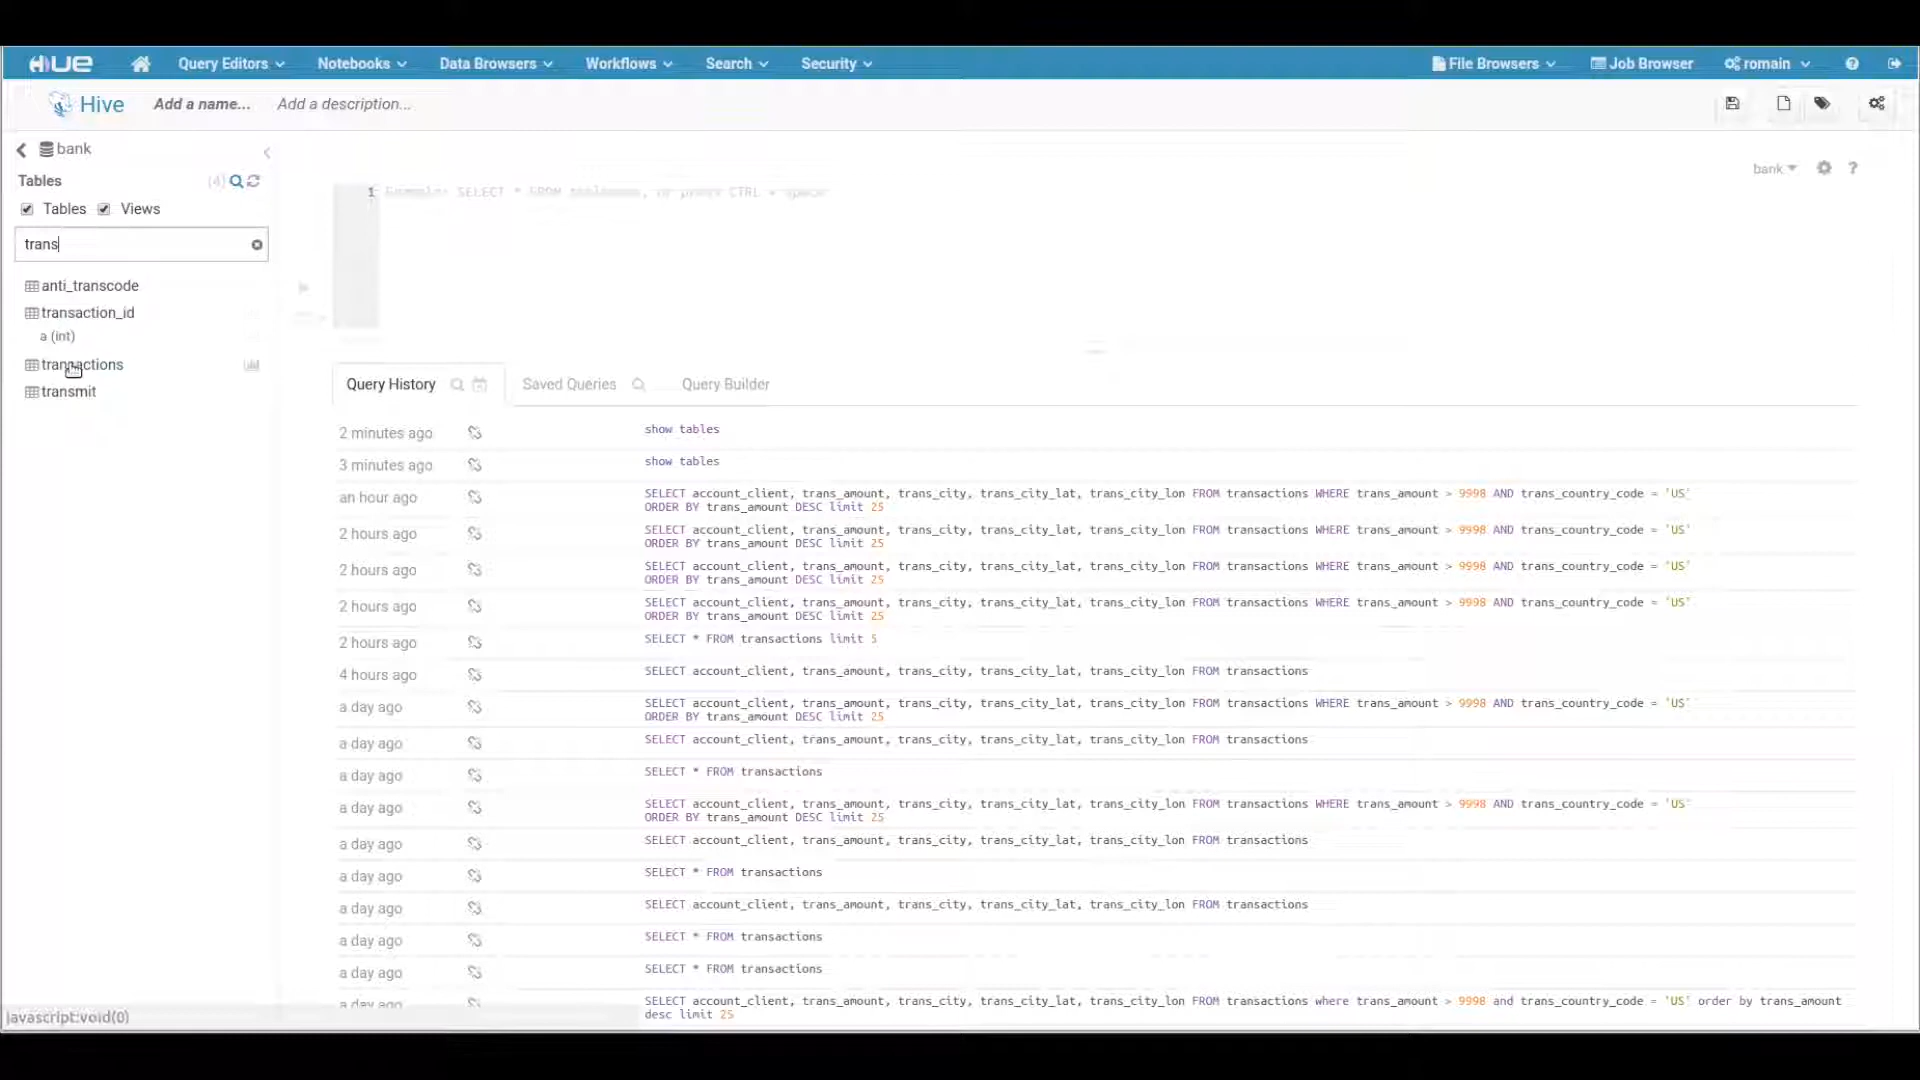 HUE Query Editors Notebooks Data Browsers Workflows Search Security File Browsers Job Browser romain
Hive Add a name... Add a description...
bank
Tables (4)
Tables Views
trans
anti_transcode
transaction_id
a (int)
transactions
transmit
bank
1 Example: SELECT * FROM tablename, or press CTRL + space
Query History Saved Queries Query Builder
2 minutes ago show tables
3 minutes ago show tables
an hour ago SELECT account_client, trans_amount, trans_city, trans_city_lat, trans_city_lon FROM transactions WHERE trans_amount > 9998 AND trans_country_code = 'US'
ORDER BY trans_amount DESC limit 25
2 hours ago SELECT account_client, trans_amount, trans_city, trans_city_lat, trans_city_lon FROM transactions WHERE trans_amount > 9998 AND trans_country_code = 'US'
ORDER BY trans_amount DESC limit 25
2 hours ago SELECT account_client, trans_amount, trans_city, trans_city_lat, trans_city_lon FROM transactions WHERE trans_amount > 9998 AND trans_country_code = 'US'
ORDER BY trans_amount DESC limit 25
2 hours ago SELECT account_client, trans_amount, trans_city, trans_city_lat, trans_city_lon FROM transactions WHERE trans_amount > 9998 AND trans_country_code = 'US'
ORDER BY trans_amount DESC limit 25
2 hours ago SELECT * FROM transactions limit 5
4 hours ago SELECT account_client, trans_amount, trans_city, trans_city_lat, trans_city_lon FROM transactions
a day ago SELECT account_client, trans_amount, trans_city, trans_city_lat, trans_city_lon FROM transactions WHERE trans_amount > 9998 AND trans_country_code = 'US'
ORDER BY trans_amount DESC limit 25
a day ago SELECT account_client, trans_amount, trans_city, trans_city_lat, trans_city_lon FROM transactions
a day ago SELECT * FROM transactions
a day ago SELECT account_client, trans_amount, trans_city, trans_city_lat, trans_city_lon FROM transactions WHERE trans_amount > 9998 AND trans_country_code = 'US'
ORDER BY trans_amount DESC limit 25
a day ago SELECT account_client, trans_amount, trans_city, trans_city_lat, trans_city_lon FROM transactions
a day ago SELECT * FROM transactions
a day ago SELECT account_client, trans_amount, trans_city, trans_city_lat, trans_city_lon FROM transactions
a day ago SELECT * FROM transactions
a day ago SELECT * FROM transactions
a day ago SELECT account_client, trans_amount, trans_city, trans_city_lat, trans_city_lon FROM transactions where trans_amount > 9998 and trans_country_code = 'US' order by trans_amount
desc limit 25
javascript:void(0)